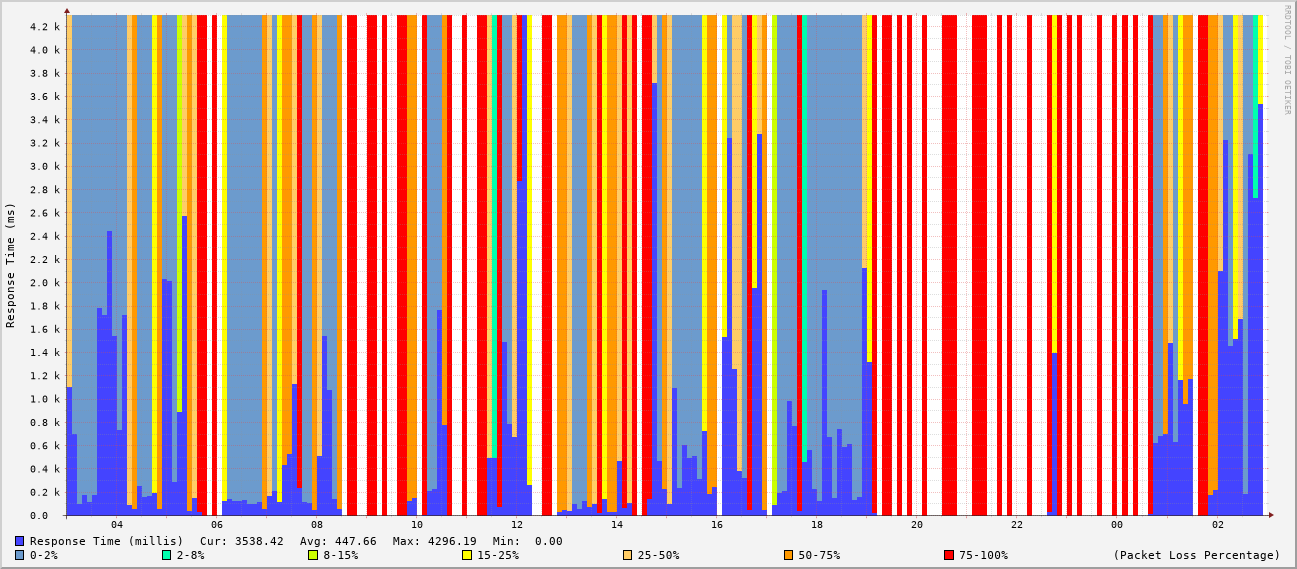 4.2 k
4.0 k
3.8 k
3.6 k
3.4 k
3.2 k
3.0 k
2.8 k
2.6 k
2.4 k
2.2 k
2.0 k
1.8 k
1.6 k
1.4 k
1.2 k
1.0 k
0.8 k
0.6 k
0.4 k
0.2 k
0.0
Response Time (ms)
RRDTOOL / TOBI OETIKER
04 06 08 10 12 14 16 18 20 22 00 02
Response Time (millis) Cur: 3538.42 Avg: 447.66 Max: 4296.19 Min: 0.00
0-2% 2-8% 8-15% 15-25% 25-50% 50-75% 75-100% (Packet Loss Percentage)